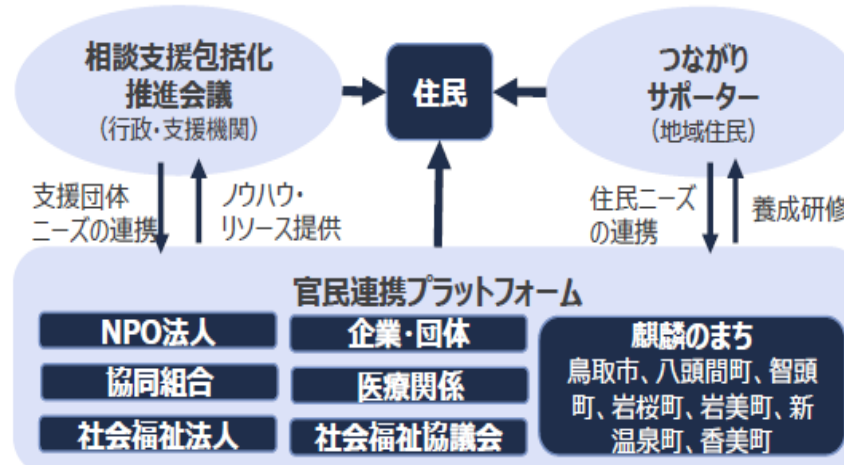 相談支援包括化
推進会議
（行政・支援機関）
住民
つながり
サポーター
（地域住民）
支援団体
ニーズの連携
ノウハウ・
リソース提供
住民ニーズ
の連携
養成研修
官民連携プラットフォーム
NPO法人
企業・団体
協同組合
医療関係
社会福祉法人
社会福祉協議会
麒麟のまち
鳥取市、八頭間町、智頭
町、岩桜町、岩美町、新
温泉町、香美町